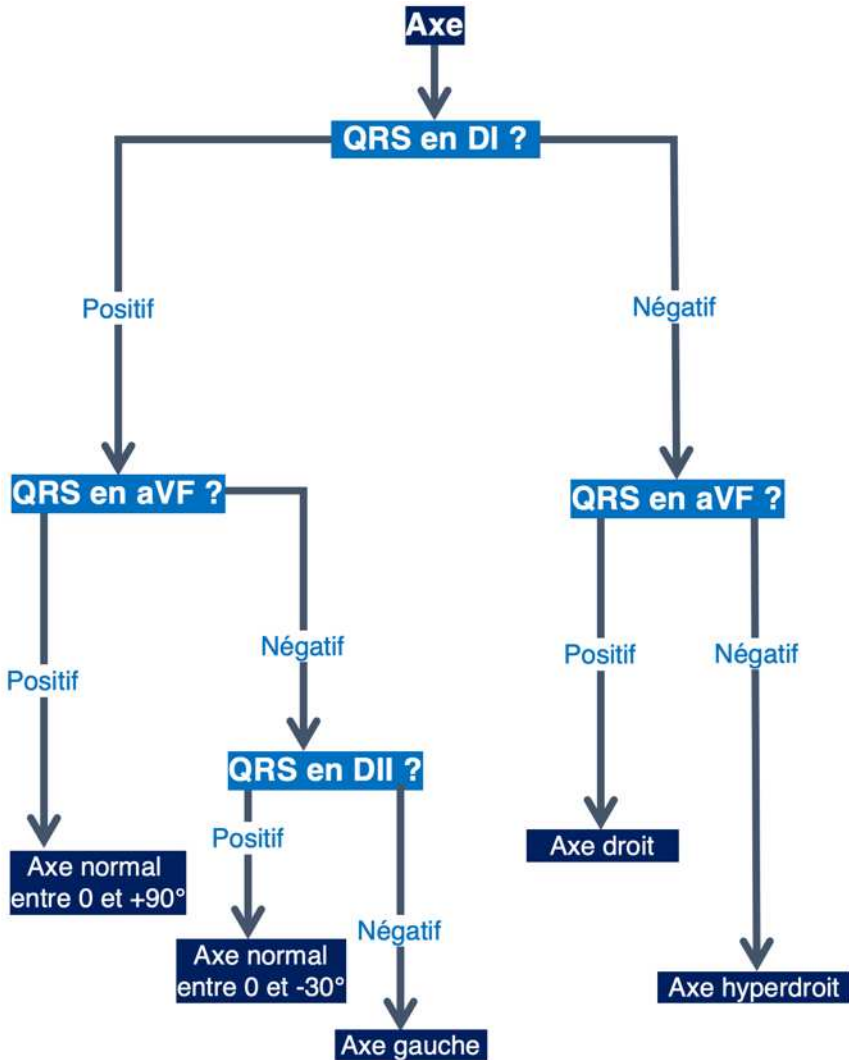 Axe
QRS en DI ?
Positif
Négatif
QRS en aVF ?
QRS en aVF ?
Négatif
Positif
Négatif
Positif
QRS en DII ?
Positif
Axe droit
Axe normal
entre 0 et +90°
Négatif
Axe normal
entre 0 et -30°
Axe hyperdroit
Axe gauche